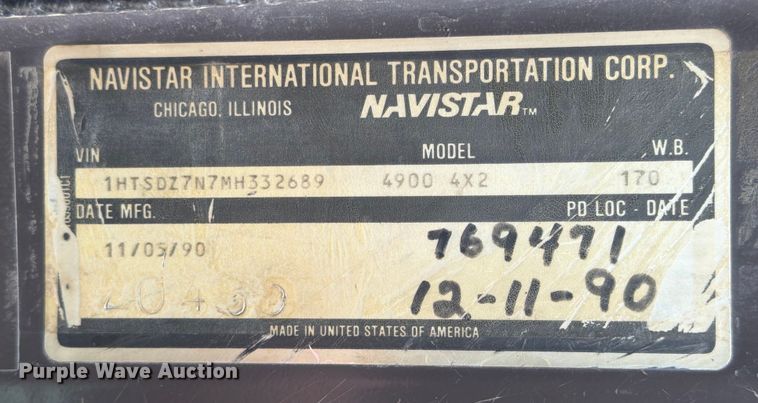 NAVISTAR INTERNATIONAL TRANSPORTATION CORP.
CHICAGO, ILLINOIS NAVISTAR™
VIN MODEL W.B.
1HTSDZ7N7MH332689 4900 4X2 170
DATE MFG. PD LOC - DATE
11/05/90 769471
12-11-90
MADE IN UNITED STATES OF AMERICA
Purple Wave Auction